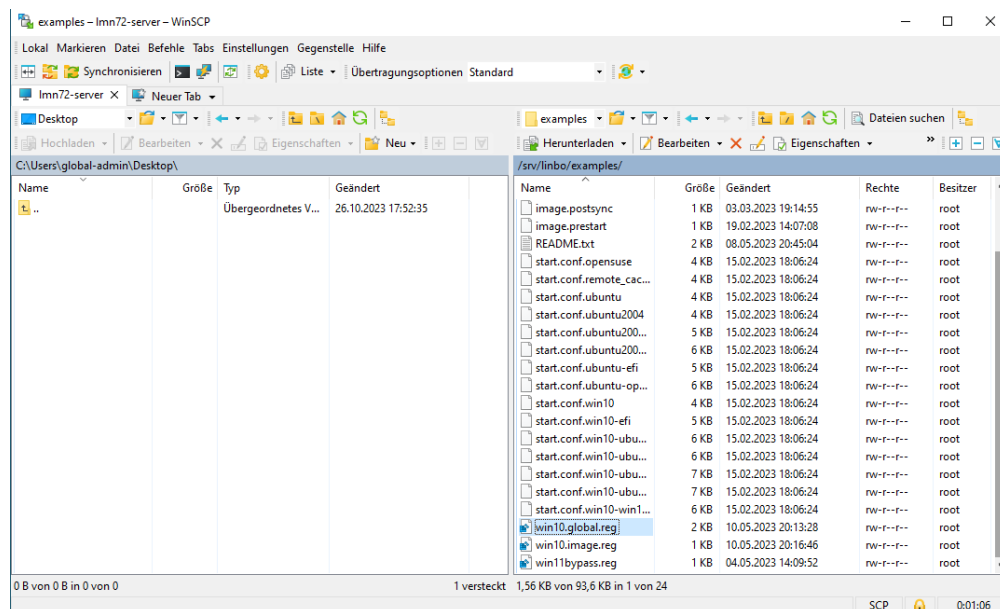 examples – lmn72-server – WinSCP
Lokal Markieren Datei Befehle Tabs Einstellungen Gegenstelle Hilfe
Synchronisieren Liste Übertragungsoptionen Standard
lmn72-server Neuer Tab
Desktop
Hochladen Bearbeiten Eigenschaften Neu
C:\Users\global-admin\Desktop\
Name Größe Typ Geändert
.. Übergeordnetes V... 26.10.2023 17:52:35
examples Dateien suchen
Herunterladen Bearbeiten Eigenschaften »
/srv/linbo/examples/
Name Größe Geändert Rechte Besitzer
image.postsync 1 KB 03.03.2023 19:14:55 rw-r--r-- root
image.prestart 1 KB 19.02.2023 14:07:08 rw-r--r-- root
README.txt 2 KB 08.05.2023 20:45:04 rw-r--r-- root
start.conf.opensuse 4 KB 15.02.2023 18:06:24 rw-r--r-- root
start.conf.remote_cac... 4 KB 15.02.2023 18:06:24 rw-r--r-- root
start.conf.ubuntu 4 KB 15.02.2023 18:06:24 rw-r--r-- root
start.conf.ubuntu2004 4 KB 15.02.2023 18:06:24 rw-r--r-- root
start.conf.ubuntu200... 5 KB 15.02.2023 18:06:24 rw-r--r-- root
start.conf.ubuntu200... 6 KB 15.02.2023 18:06:24 rw-r--r-- root
start.conf.ubuntu-efi 5 KB 15.02.2023 18:06:24 rw-r--r-- root
start.conf.ubuntu-op... 6 KB 15.02.2023 18:06:24 rw-r--r-- root
start.conf.win10 4 KB 15.02.2023 18:06:24 rw-r--r-- root
start.conf.win10-efi 5 KB 15.02.2023 18:06:24 rw-r--r-- root
start.conf.win10-ubu... 6 KB 15.02.2023 18:06:24 rw-r--r-- root
start.conf.win10-ubu... 6 KB 15.02.2023 18:06:24 rw-r--r-- root
start.conf.win10-ubu... 7 KB 15.02.2023 18:06:24 rw-r--r-- root
start.conf.win10-ubu... 7 KB 15.02.2023 18:06:24 rw-r--r-- root
start.conf.win10-win1... 6 KB 15.02.2023 18:06:24 rw-r--r-- root
win10.global.reg 2 KB 10.05.2023 20:13:28 rw-r--r-- root
win10.image.reg 1 KB 10.05.2023 20:16:46 rw-r--r-- root
win11bypass.reg 1 KB 04.05.2023 14:09:52 rw-r--r-- root
0 B von 0 B in 0 von 0 1 versteckt 1,56 KB von 93,6 KB in 1 von 24
SCP 0:01:06